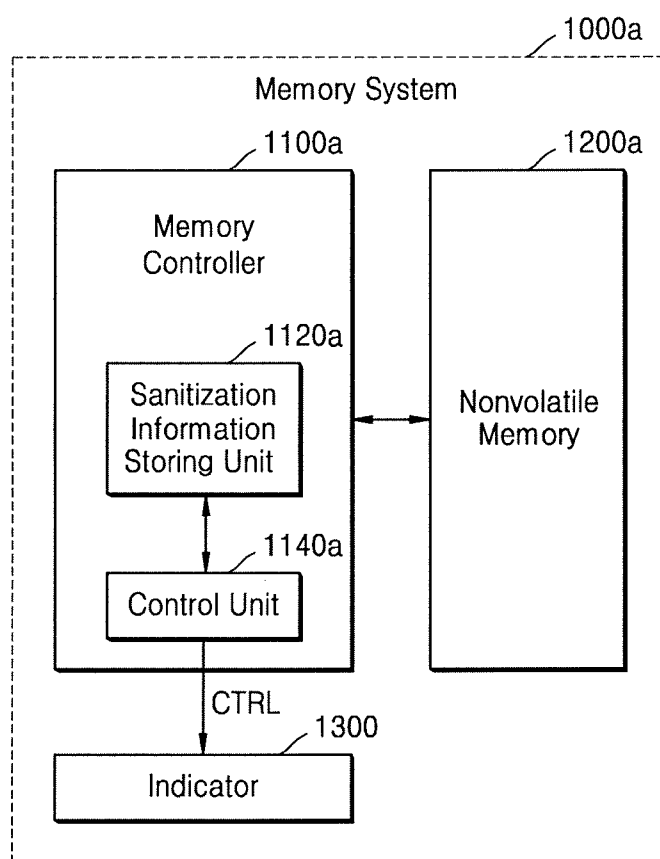 1000a
Memory System
1100a
1200a
Memory
Controller
1120a
Sanitization
Information
Storing Unit
Nonvolatile
Memory
1140a
Control Unit
CTRL
1300
Indicator